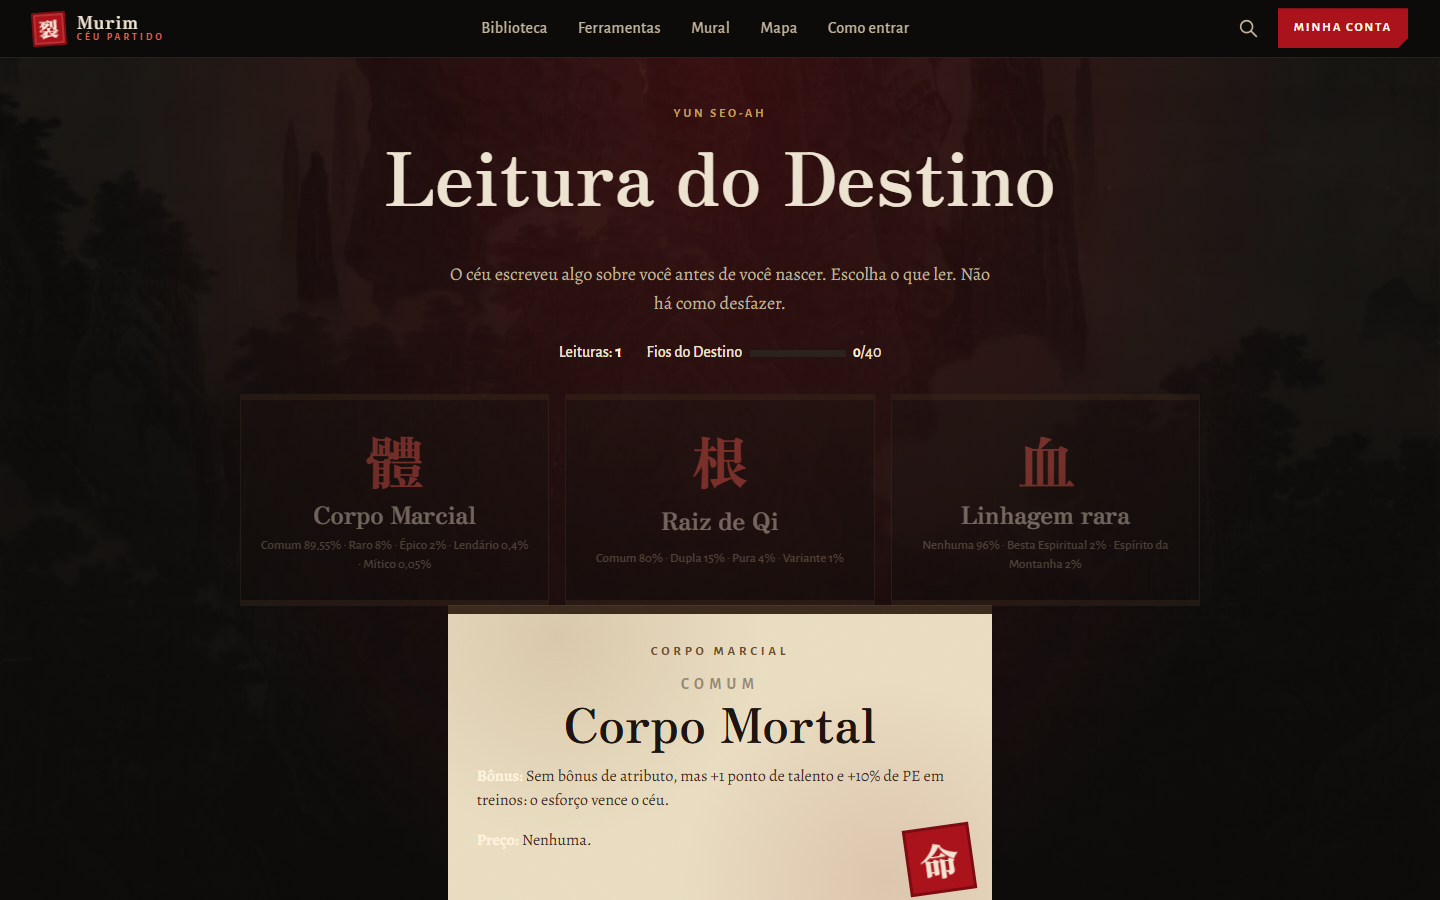 裂
Murim
CÉU PARTIDO
Biblioteca
Ferramentas
Mural
Mapa
Como entrar
MINHA CONTA
YUN SEO-AH
Leitura do Destino
O céu escreveu algo sobre você antes de você nascer. Escolha o que ler. Não
há como desfazer.
Leituras: 1
Fios do Destino
0/40
體
Corpo Marcial
Comum 89,55% · Raro 8% · Épico 2% · Lendário 0,4%
· Mítico 0,05%
根
Raiz de Qi
Comum 80% · Dupla 15% · Pura 4% · Variante 1%
血
Linhagem rara
Nenhuma 96% · Besta Espiritual 2% · Espírito da
Montanha 2%
CORPO MARCIAL
COMUM
Corpo Mortal
Bônus: Sem bônus de atributo, mas +1 ponto de talento e +10% de PE em
treinos: o esforço vence o céu.
Preço: Nenhuma.
命